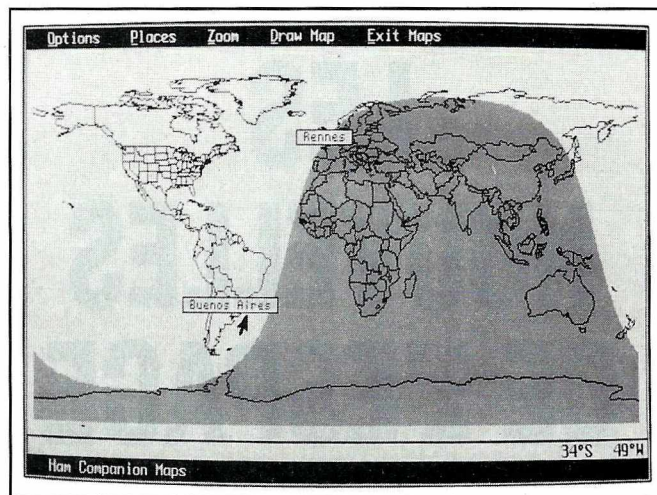 Options Places Zoom Draw Map Exit Maps
Rennes
Buenos Aires
34°S 49°W
Ham Companion Maps